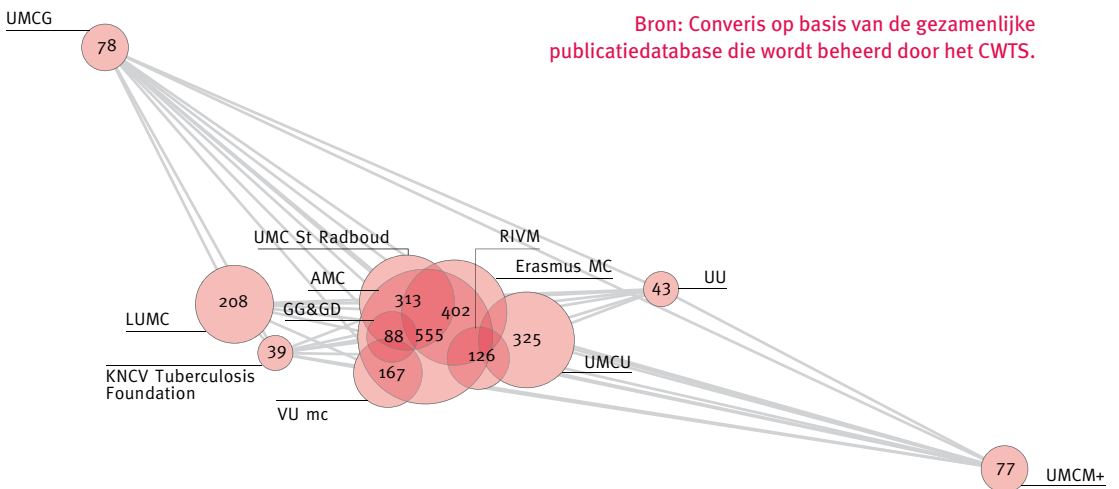 UMCG
78
Bron: Converis op basis van de gezamenlijke
publicatiedatabase die wordt beheerd door het CWTS.
UMC St Radboud
RIVM
Erasmus MC
AMC
UU
43
313
208
402
GG&GD
LUMC
88
555
325
39
126
UMCU
KNCV Tuberculosis
Foundation
167
VU mc
77
UMCM+